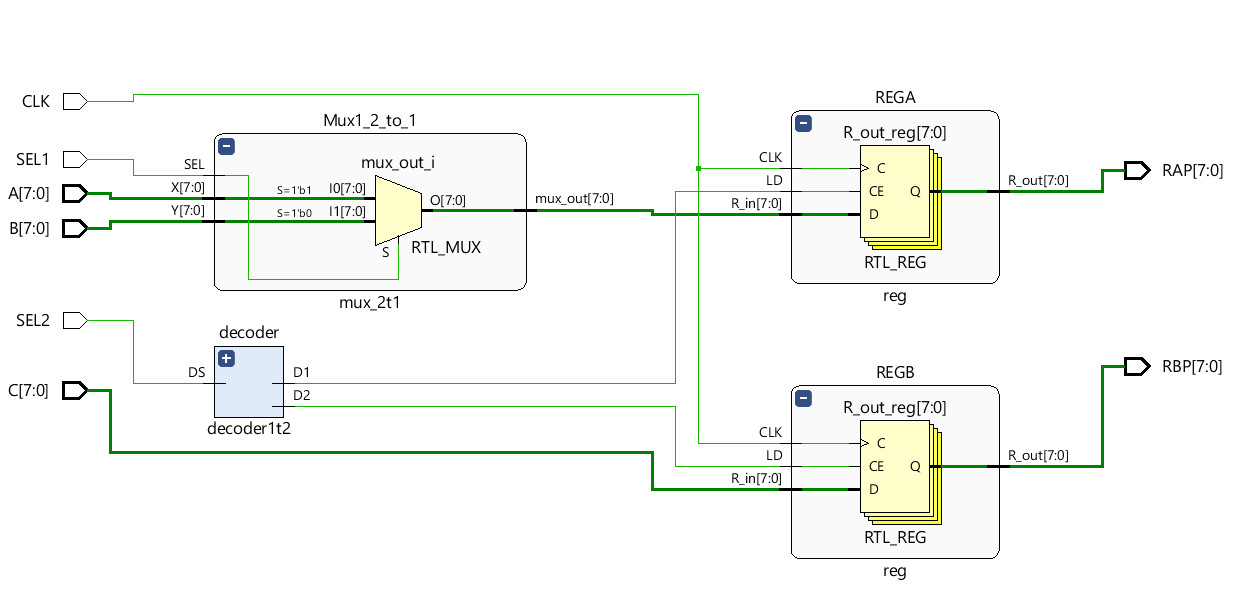 CLK
SEL1
A[7:0]
B[7:0]
SEL2
C[7:0]
Mux1_2_to_1
SEL
X[7:0]
Y[7:0]
mux_out_i
S=1'b1
I0[7:0]
S=1'b0
I1[7:0]
O[7:0]
S
RTL_MUX
mux_out[7:0]
mux_2t1
decoder
DS
D1
D2
decoder1t2
REGA
R_out_reg[7:0]
CLK
LD
R_in[7:0]
C
CE
Q
D
RTL_REG
R_out[7:0]
reg
RAP[7:0]
REGB
R_out_reg[7:0]
CLK
LD
R_in[7:0]
C
CE
Q
D
RTL_REG
R_out[7:0]
reg
RBP[7:0]